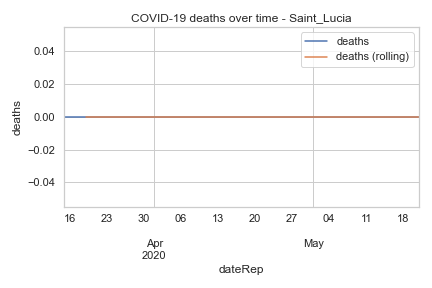 COVID-19 deaths over time - Saint_Lucia
deaths
deaths (rolling)
0.04
0.02
0.00
−0.02
−0.04
deaths
16 23 30 06 13 20 27 04 11 18
Apr May
2020
dateRep